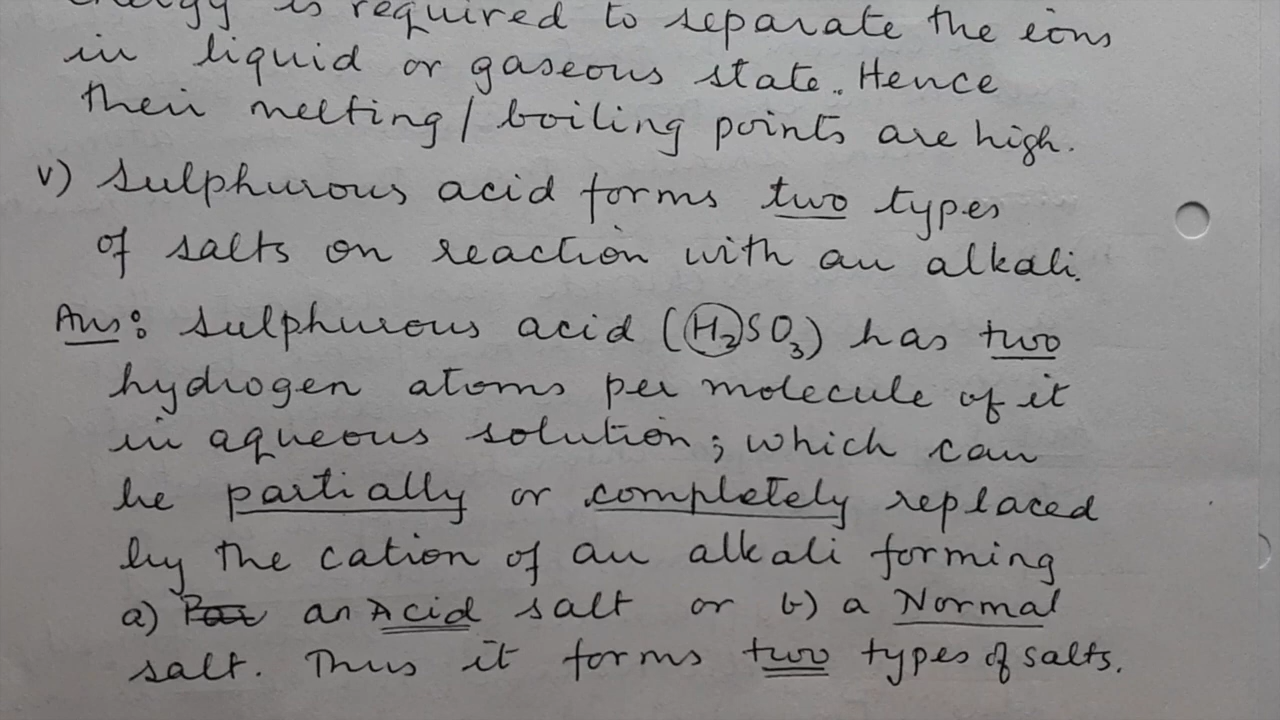 energy is required to separate the ions
in liquid or gaseous state. Hence
their melting / boiling points are high.
v) Sulphurous acid forms two types
of salts on reaction with an alkali.
Ans: Sulphurous acid (H₂SO₃) has two
hydrogen atoms per molecule of it
in aqueous solution; which can
be partially or completely replaced
by the cation of an alkali forming
a) an Acid salt or b) a Normal
salt. Thus it forms two types of salts.